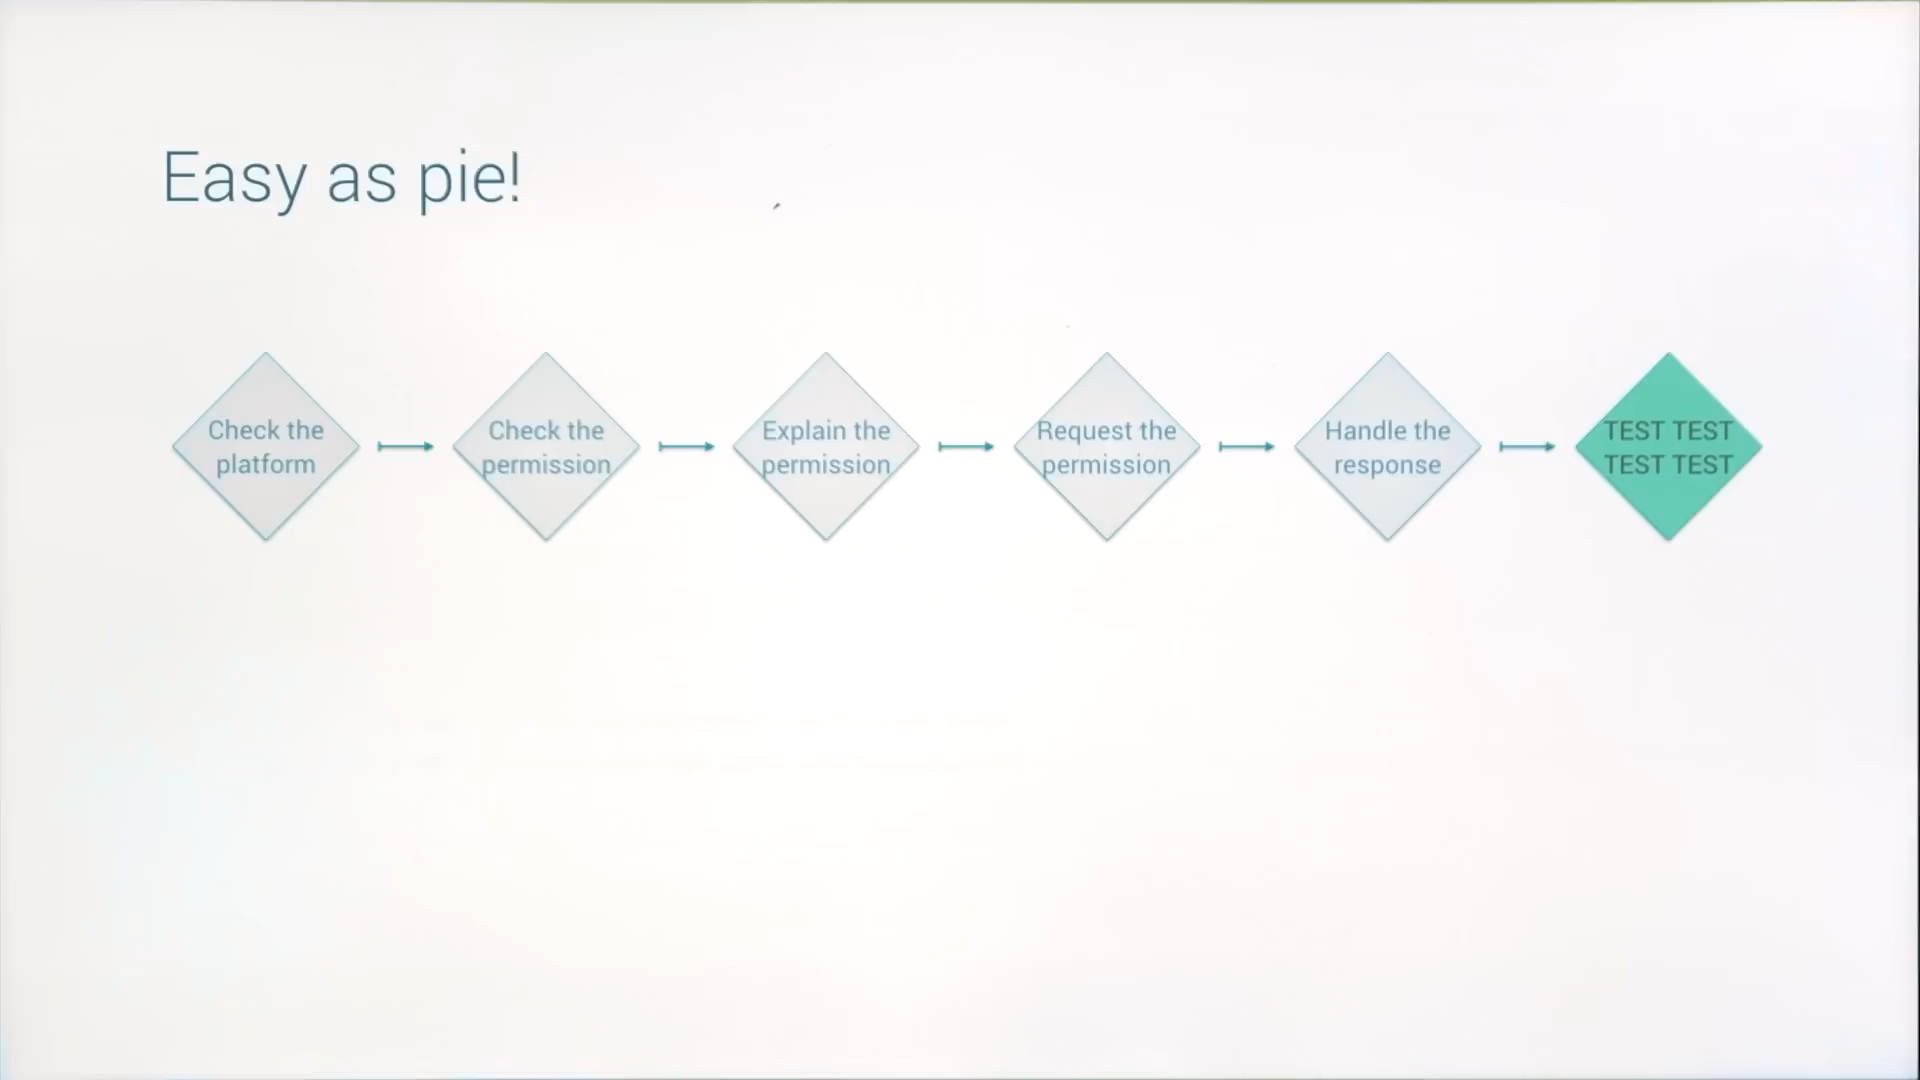 Easy as pie!
Check the
platform
Check the
permission
Explain the
permission
Request the
permission
Handle the
response
TEST TEST
TEST TEST